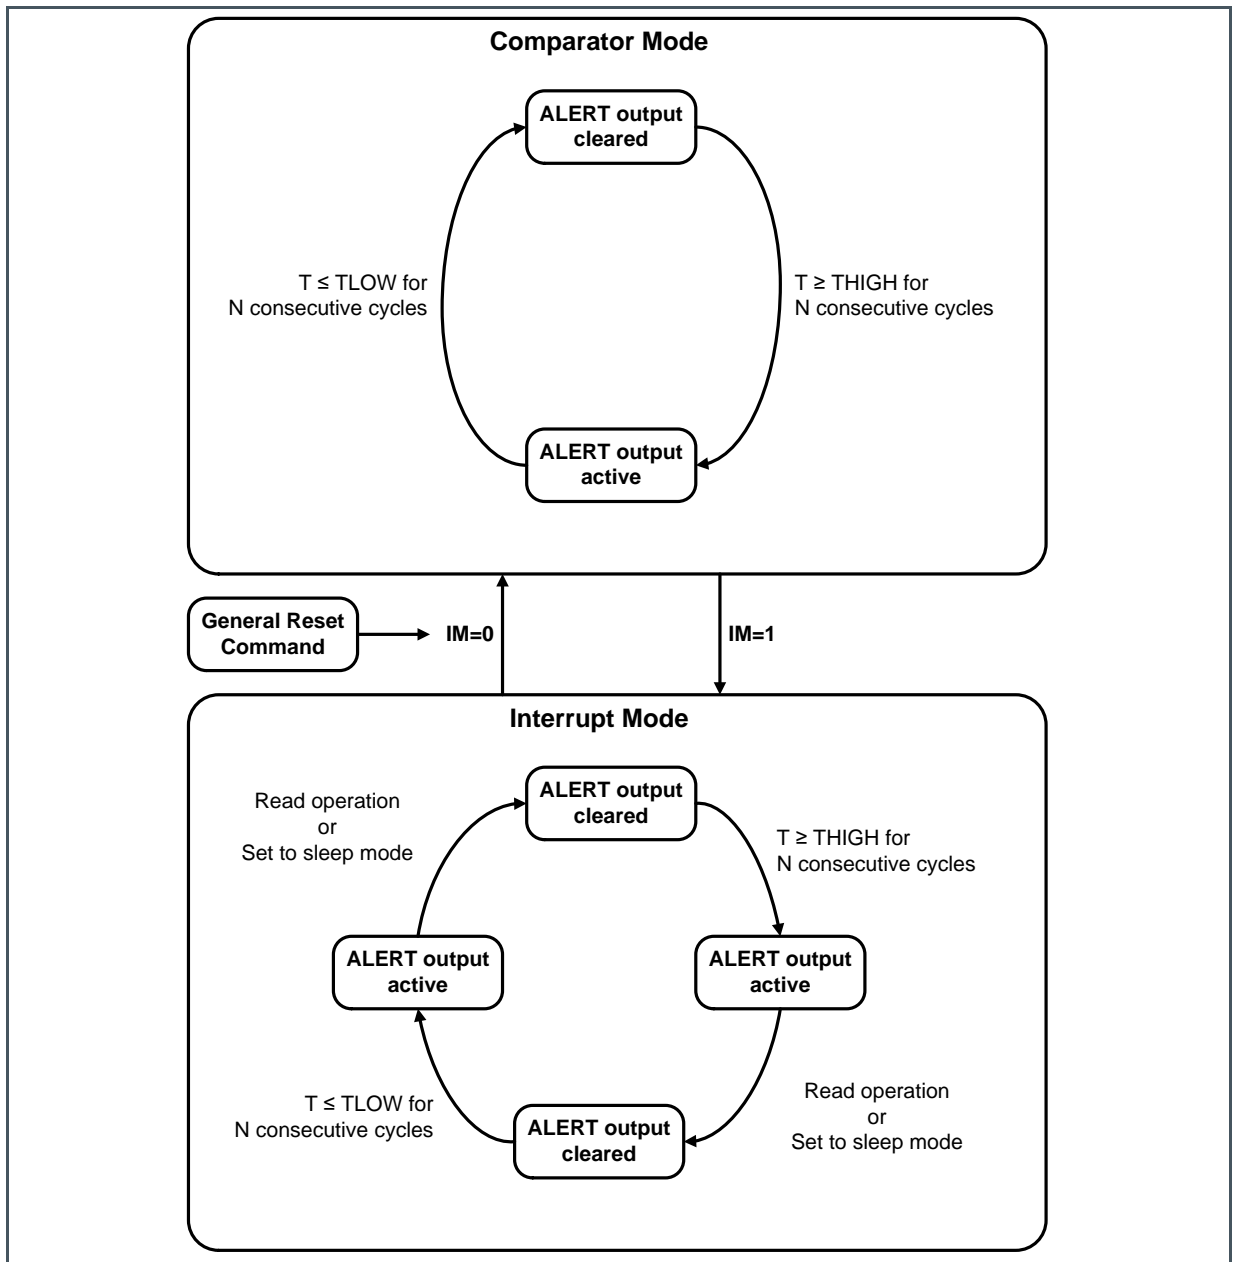 Comparator Mode
ALERT output
cleared
T ≤ TLOW for
N consecutive cycles
T ≥ THIGH for
N consecutive cycles
ALERT output
active
General Reset
Command
IM=0
IM=1
Interrupt Mode
ALERT output
cleared
Read operation
or
Set to sleep mode
T ≥ THIGH for
N consecutive cycles
ALERT output
active
ALERT output
active
T ≤ TLOW for
N consecutive cycles
Read operation
or
Set to sleep mode
ALERT output
cleared